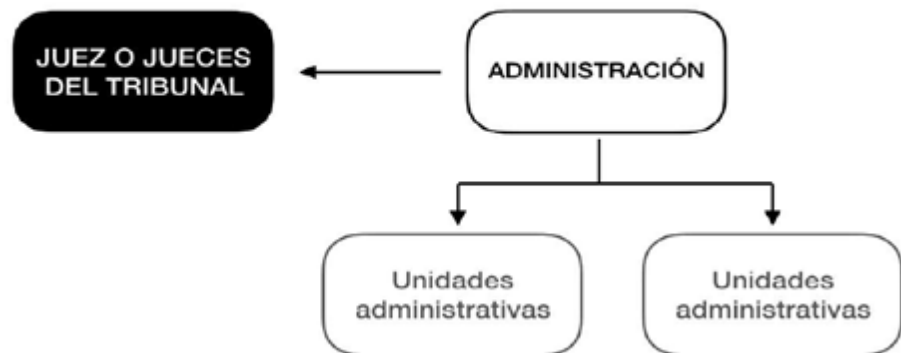 JUEZ O JUECES
DEL TRIBUNAL
ADMINISTRACIÓN
Unidades
administrativas
Unidades
administrativas